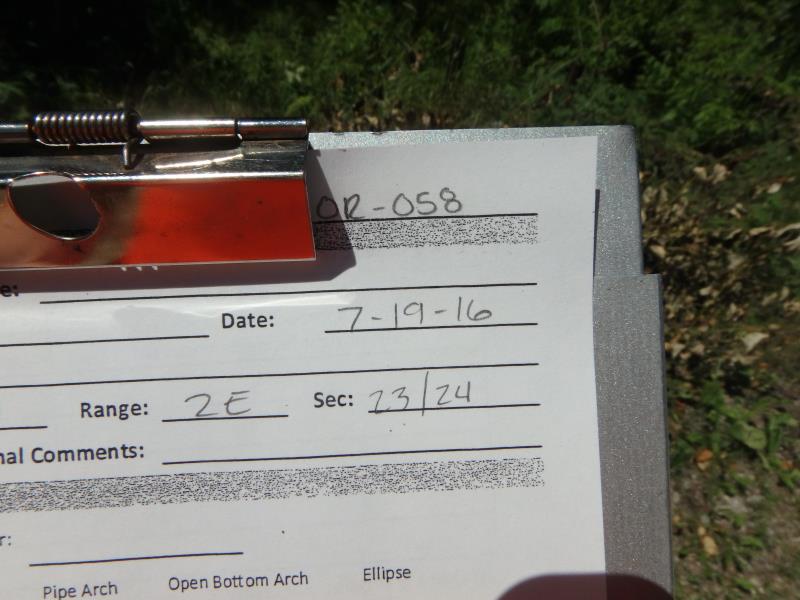 OR-058
e:
Date: 7-19-16
Range: 2E Sec: 23/24
nal Comments:
r:
Pipe Arch Open Bottom Arch Ellipse